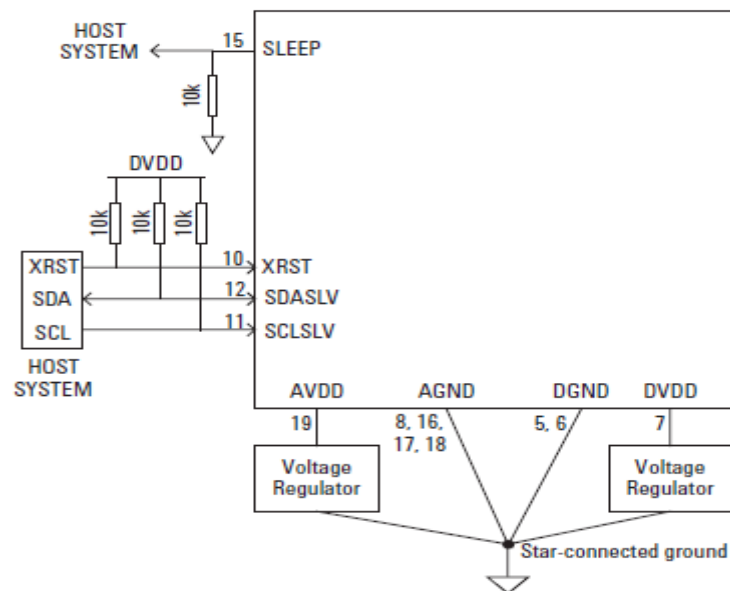 HOST
SYSTEM
15
SLEEP
10k
DVDD
10k
10k
10k
XRST
10
XRST
SDA
12
SDASLV
SCL
11
SCLSLV
HOST
SYSTEM
AVDD
AGND
DGND
DVDD
19
8, 16,
17, 18
5, 6
7
Voltage
Regulator
Voltage
Regulator
Star-connected ground